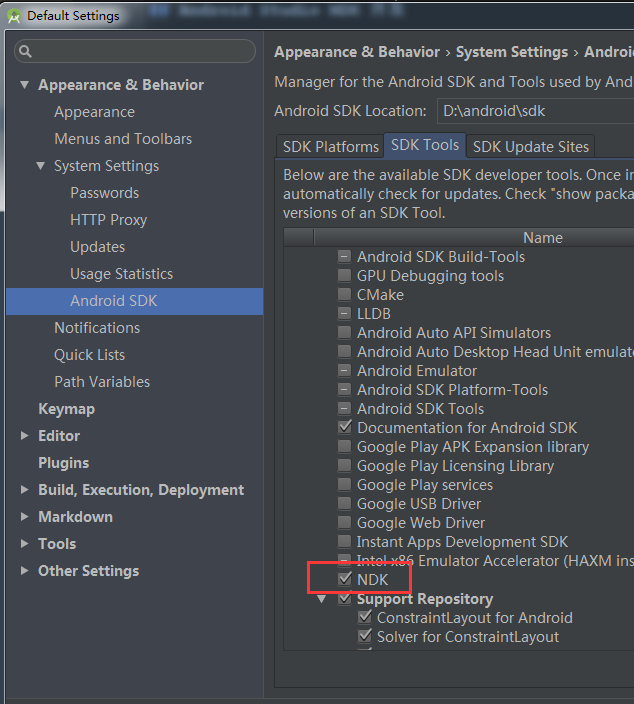 Default Settings
Appearance & Behavior
Appearance
Menus and Toolbars
System Settings
Passwords
HTTP Proxy
Updates
Usage Statistics
Android SDK
Notifications
Quick Lists
Path Variables
Keymap
Editor
Plugins
Build, Execution, Deployment
Markdown
Tools
Other Settings
Appearance & Behavior › System Settings › Andro
Manager for the Android SDK and Tools used by And
Android SDK Location: D:\android\sdk
SDK Platforms SDK Tools SDK Update Sites
Below are the available SDK developer tools. Once in
automatically check for updates. Check "show packa
versions of an SDK Tool.
Name
Android SDK Build-Tools
GPU Debugging tools
CMake
LLDB
Android Auto API Simulators
Android Auto Desktop Head Unit emulato
Android Emulator
Android SDK Platform-Tools
Android SDK Tools
Documentation for Android SDK
Google Play APK Expansion library
Google Play Licensing Library
Google Play services
Google USB Driver
Google Web Driver
Instant Apps Development SDK
Intel x86 Emulator Accelerator (HAXM ins
NDK
Support Repository
ConstraintLayout for Android
Solver for ConstraintLayout